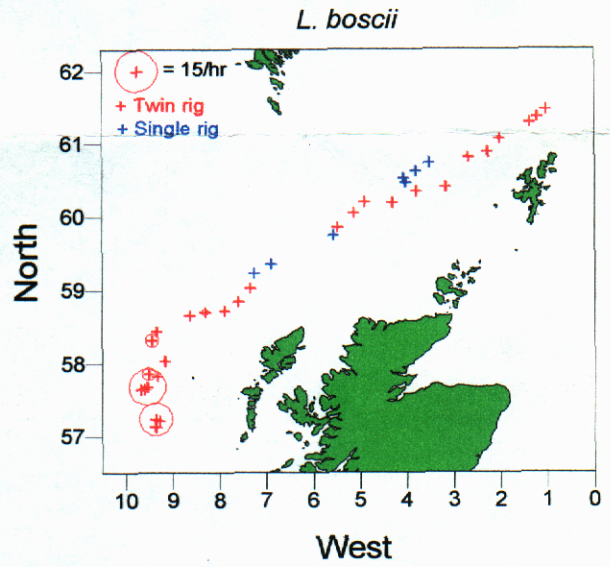 L. boscii
= 15/hr
+ Twin rig
+ Single rig
North
62
61
60
59
58
57
10 9 8 7 6 5 4 3 2 1 0
West